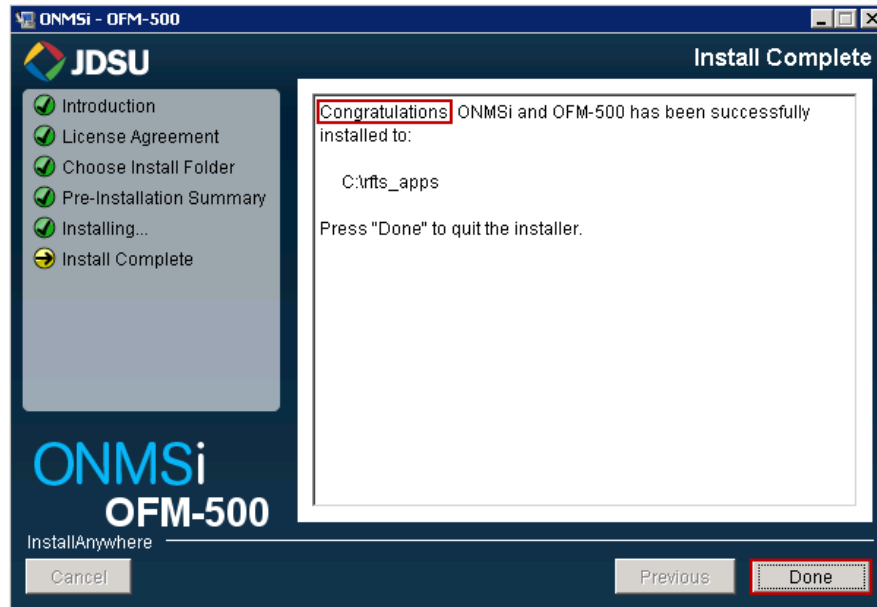 ONMSi - OFM-500
JDSU
Install Complete
Introduction
License Agreement
Choose Install Folder
Pre-Installation Summary
Installing...
Install Complete
Congratulations! ONMSi and OFM-500 has been successfully
installed to:
C:\rfts_apps
Press "Done" to quit the installer.
ONMSi
OFM-500
InstallAnywhere
Cancel
Previous
Done